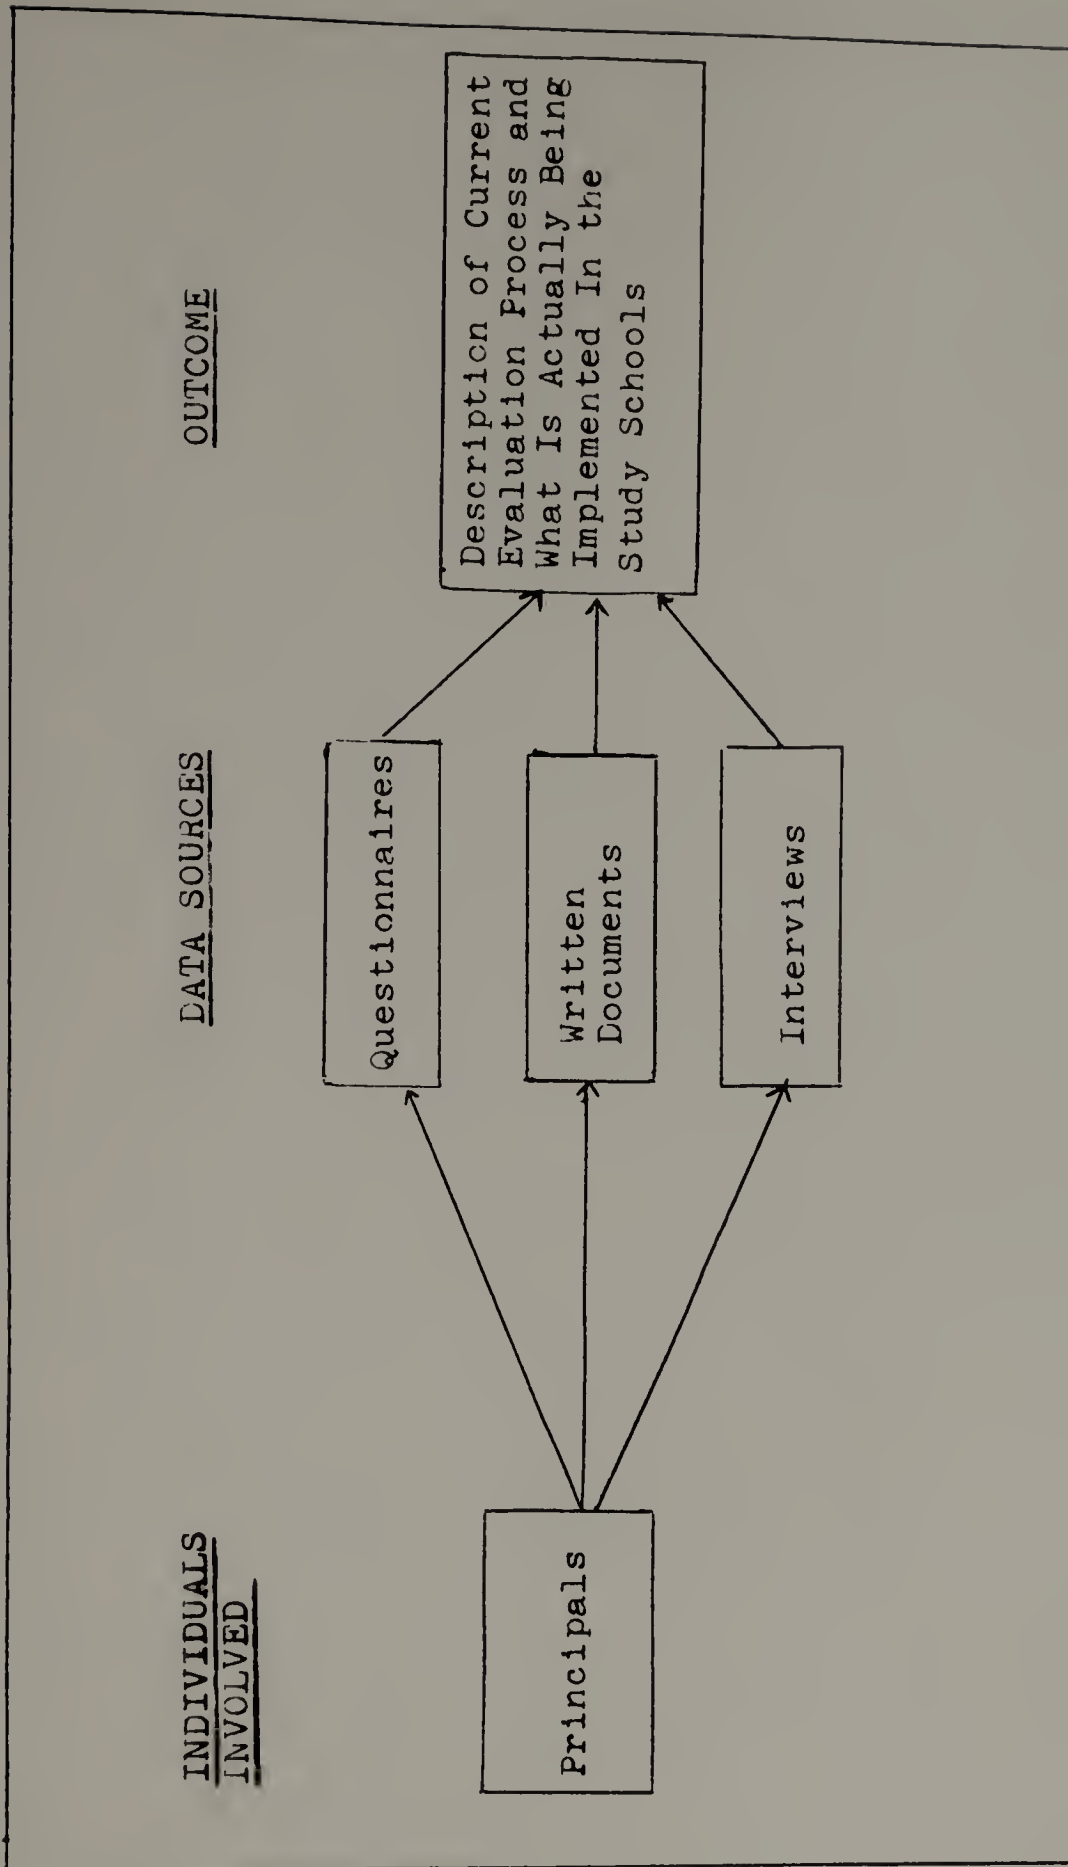 INDIVIDUALS
INVOLVED
DATA SOURCES
OUTCOME
Principals
Questionnaires
Written
Documents
Interviews
Description of Current
Evaluation Process and
What Is Actually Being
Implemented In the
Study Schools